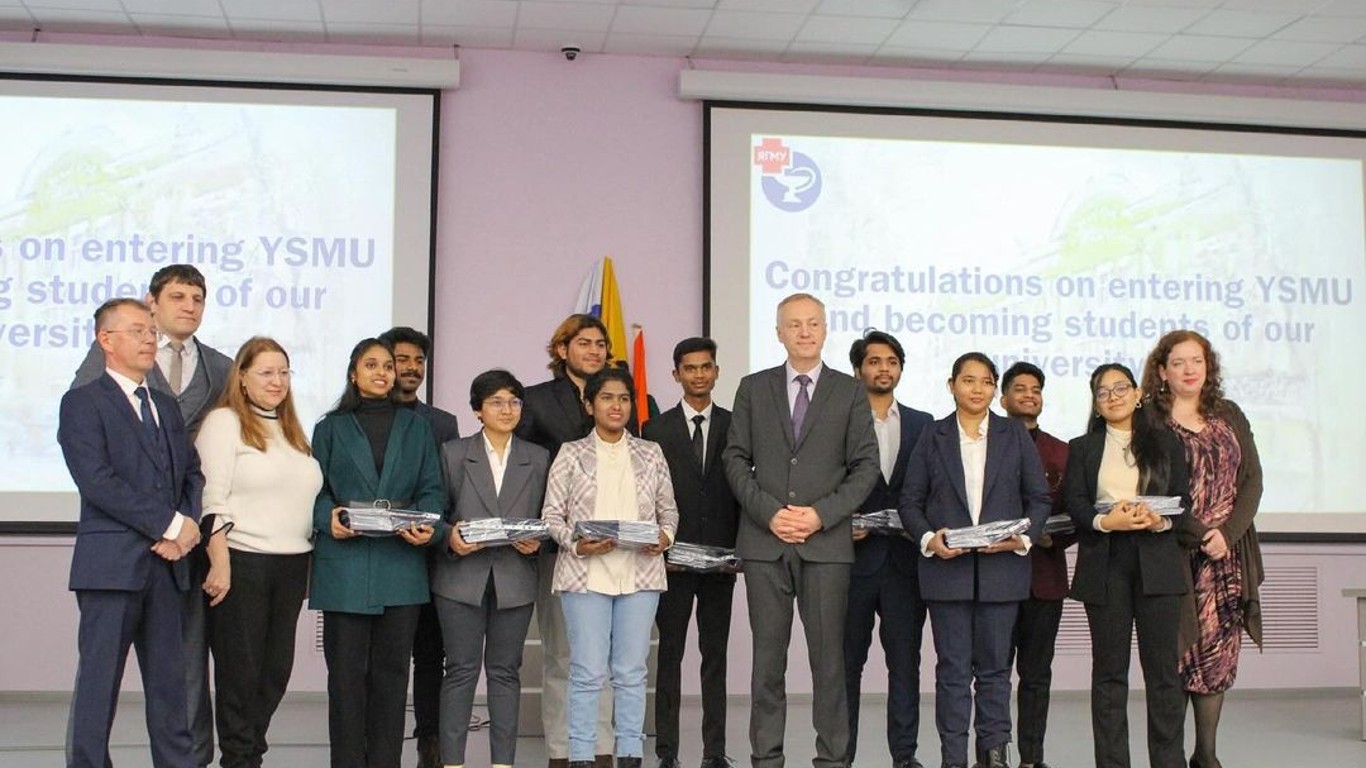 s on entering YSMU
g students of our
versity
ЯГМУ
Congratulations on entering YSMU
and becoming students of our
university